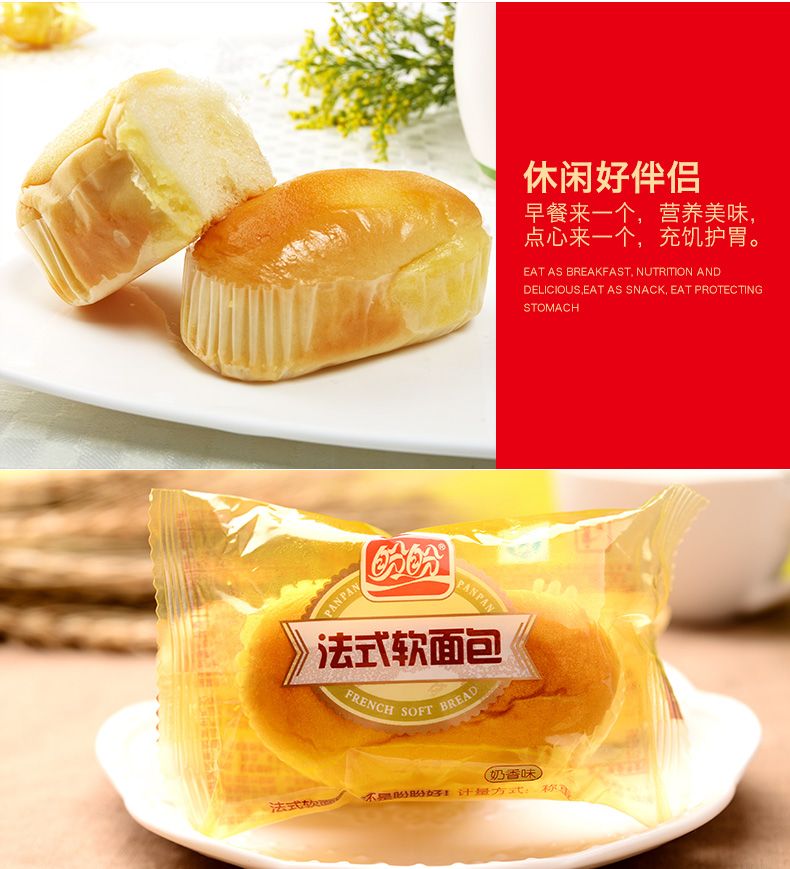 休闲好伴侣
早餐来一个，营养美味，
点心来一个，充饥护胃。
EAT AS BREAKFAST, NUTRITION AND
DELICIOUS,EAT AS SNACK, EAT PROTECTING
STOMACH
盼盼®
PANPAN PANPAN
法式软面包
FRENCH SOFT BREAD
奶香味
法式软面 还是盼盼好! 计量方式: 称重